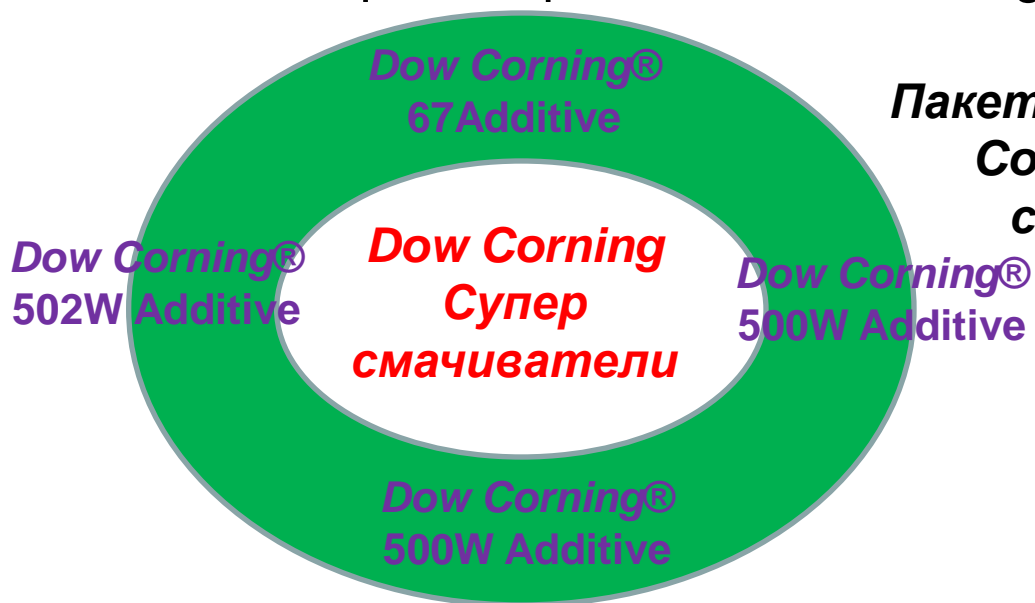 Dow Corning®
67Additive
Пакет
Co
с
Dow Corning®
502W Additive
Dow Corning
Супер
смачиватели
Dow Corning®
500W Additive
Dow Corning®
500W Additive